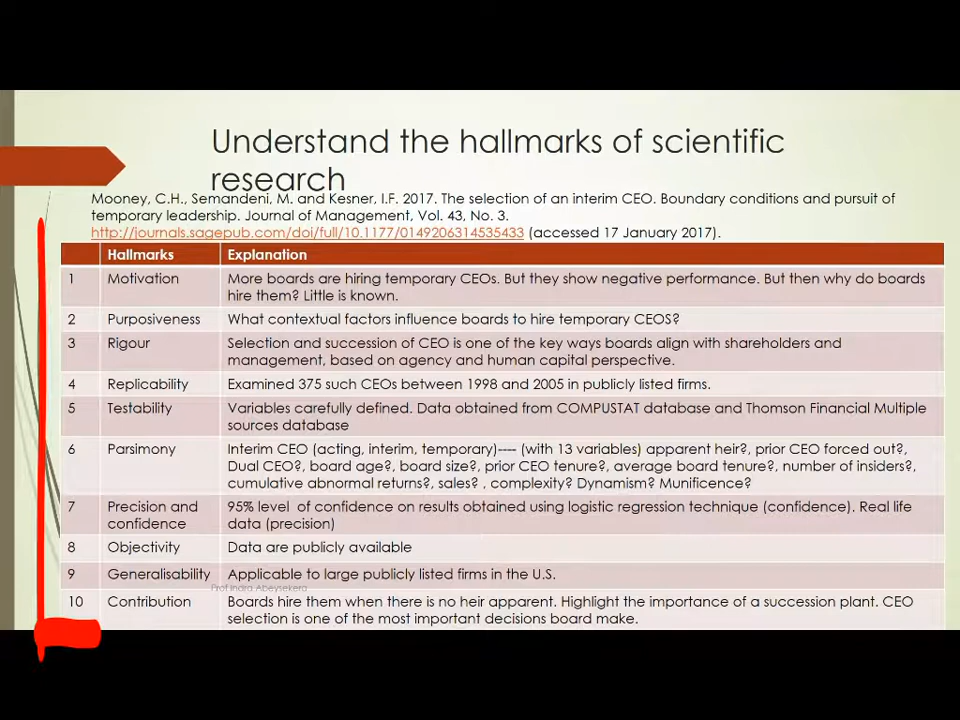 Understand the hallmarks of scientific
research
Mooney, C.H., Semandeni, M. and Kesner, I.F. 2017. The selection of an interim CEO. Boundary conditions and pursuit of
temporary leadership. Journal of Management, Vol. 43, No. 3.
http://journals.sagepub.com/doi/full/10.1177/0149206314535433 (accessed 17 January 2017).
Hallmarks Explanation
1 Motivation More boards are hiring temporary CEOs. But they show negative performance. But then why do boards
hire them? Little is known.
2 Purposiveness What contextual factors influence boards to hire temporary CEOS?
3 Rigour Selection and succession of CEO is one of the key ways boards align with shareholders and
management, based on agency and human capital perspective.
4 Replicability Examined 375 such CEOs between 1998 and 2005 in publicly listed firms.
5 Testability Variables carefully defined. Data obtained from COMPUSTAT database and Thomson Financial Multiple
sources database
6 Parsimony Interim CEO (acting, interim, temporary)---- (with 13 variables) apparent heir?, prior CEO forced out?,
Dual CEO?, board age?, board size?, prior CEO tenure?, average board tenure?, number of insiders?,
cumulative abnormal returns?, sales? , complexity? Dynamism? Munificence?
7 Precision and 95% level of confidence on results obtained using logistic regression technique (confidence). Real life
confidence data (precision)
8 Objectivity Data are publicly available
9 Generalisability Applicable to large publicly listed firms in the U.S.
Prof Indra Abeysekera
10 Contribution Boards hire them when there is no heir apparent. Highlight the importance of a succession plant. CEO
selection is one of the most important decisions board make.